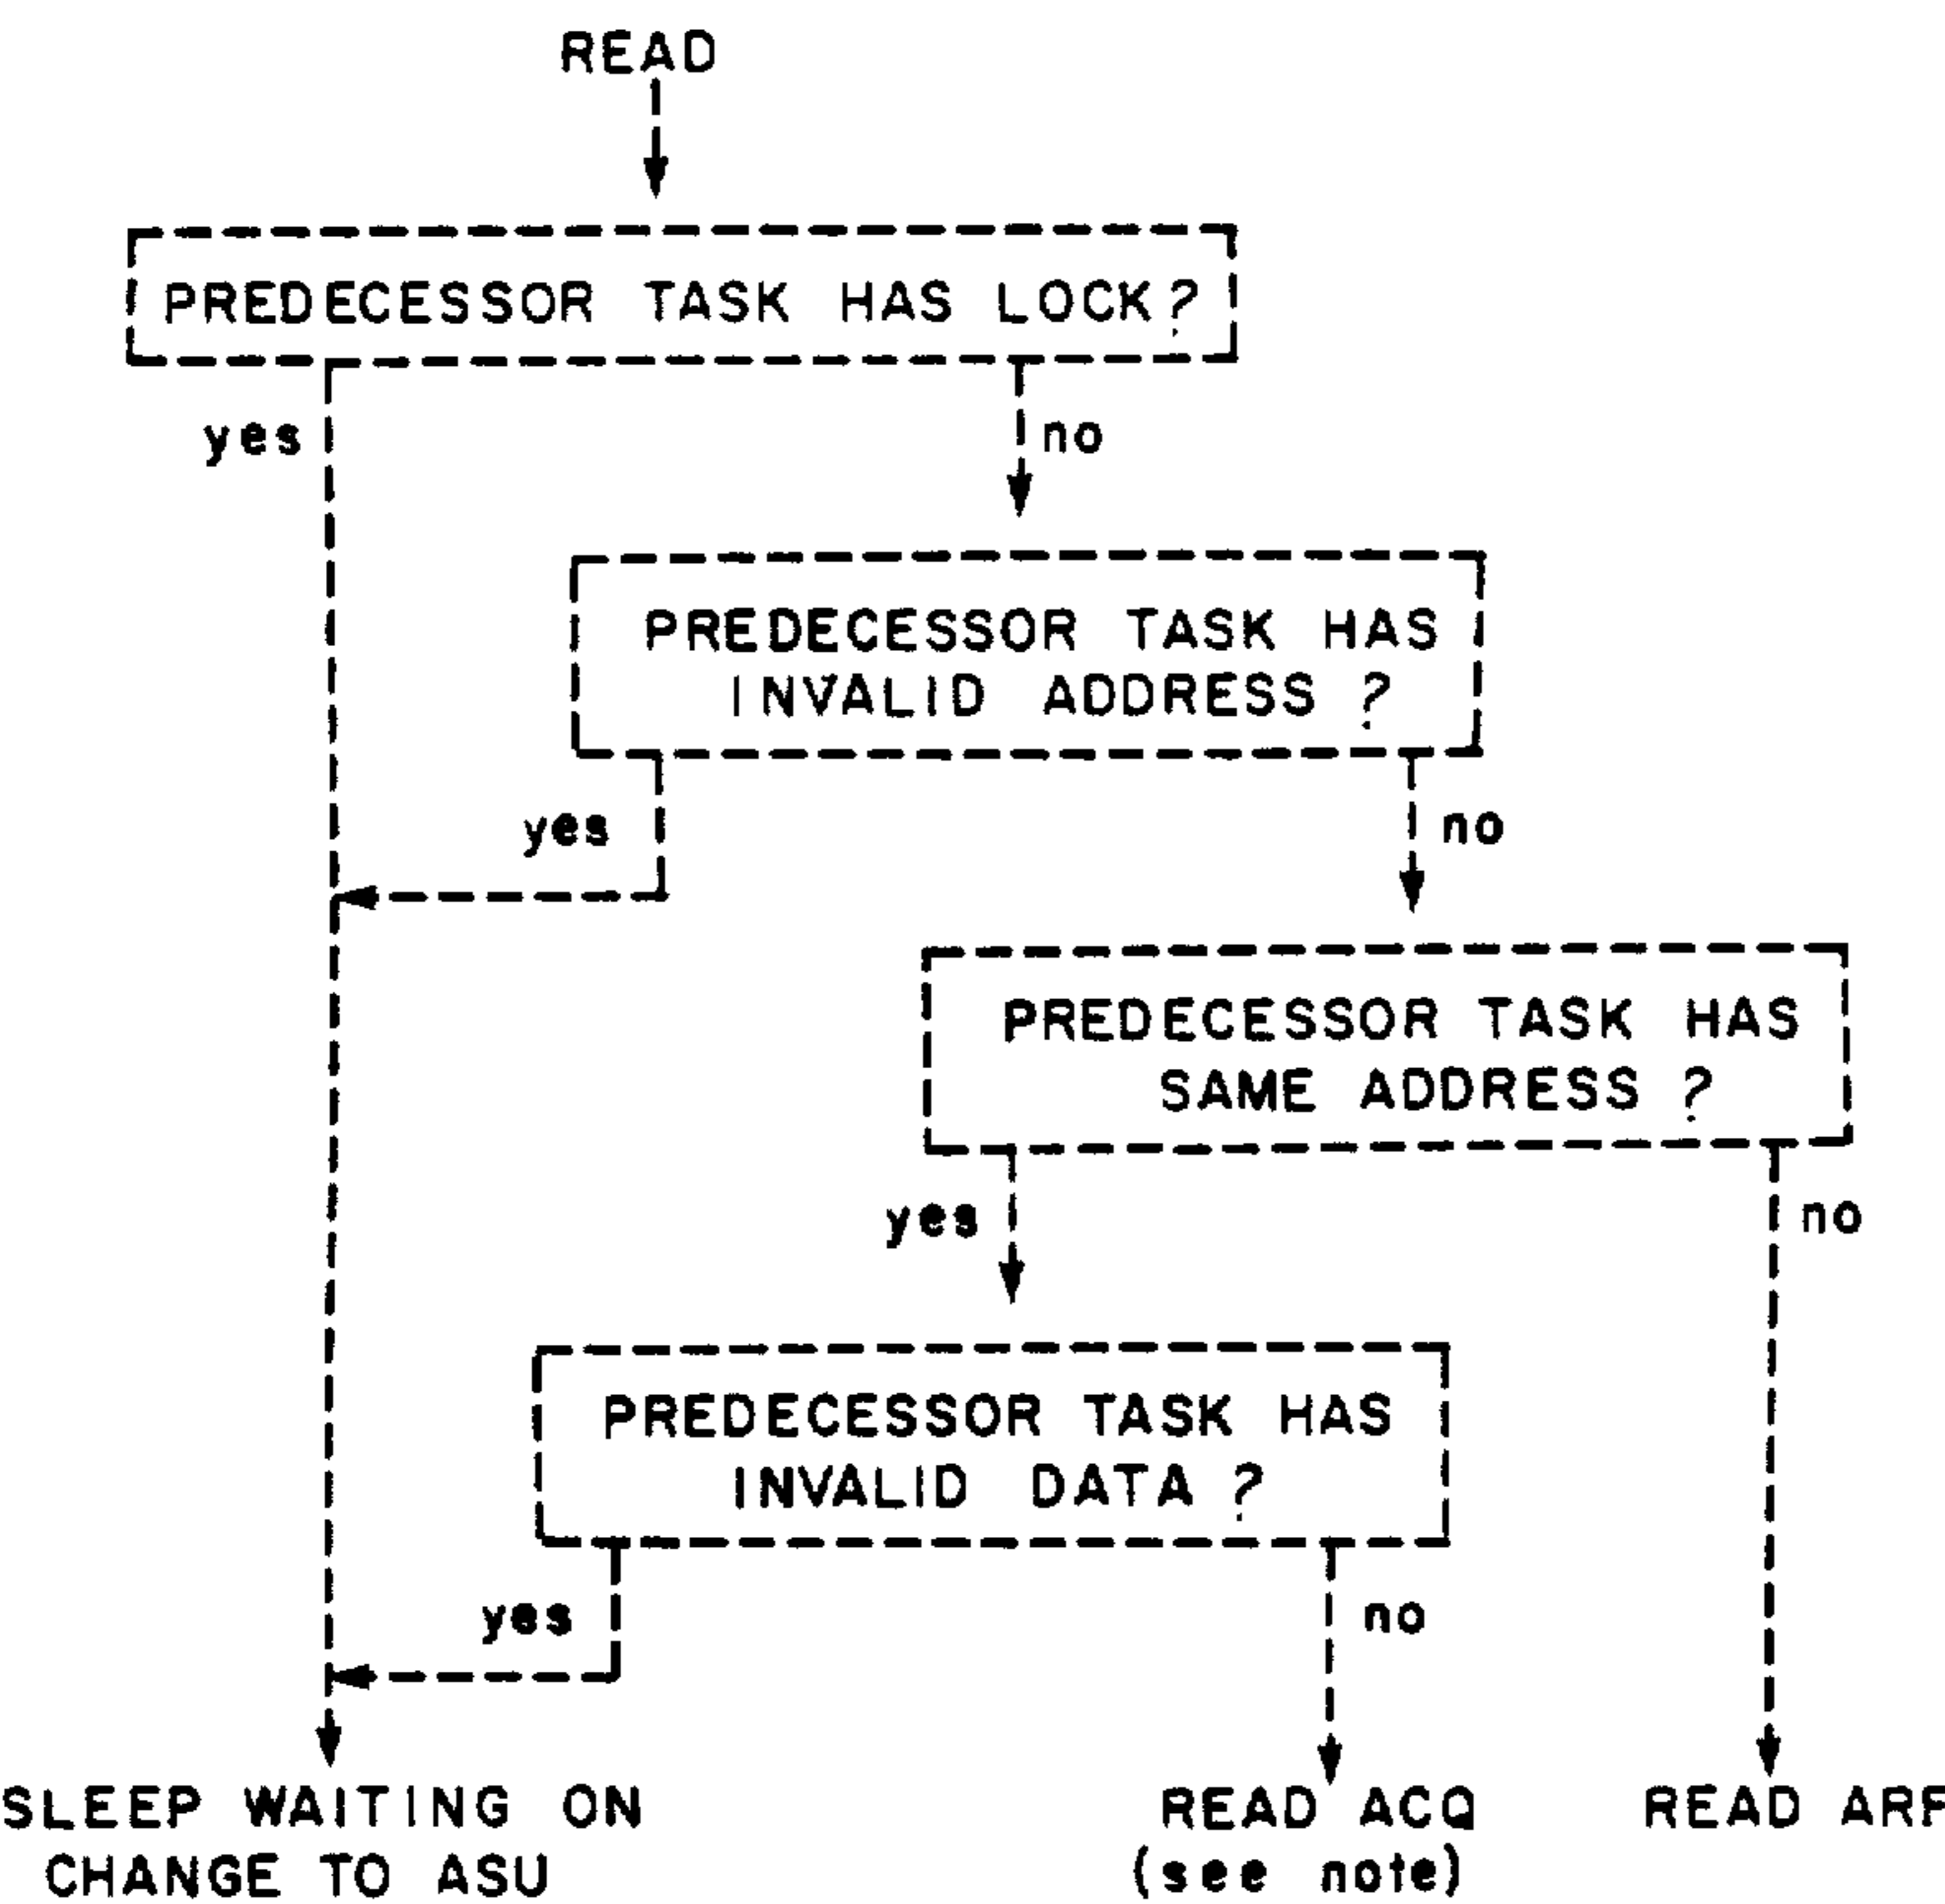 READ
PREDECESSOR TASK HAS LOCK?
yes
no
PREDECESSOR TASK HAS
INVALID ADDRESS ?
yes
no
PREDECESSOR TASK HAS
SAME ADDRESS ?
yes
no
PREDECESSOR TASK HAS
INVALID DATA ?
yes
no
SLEEP WAITING ON
CHANGE TO ASU
READ ACQ
(see note)
READ